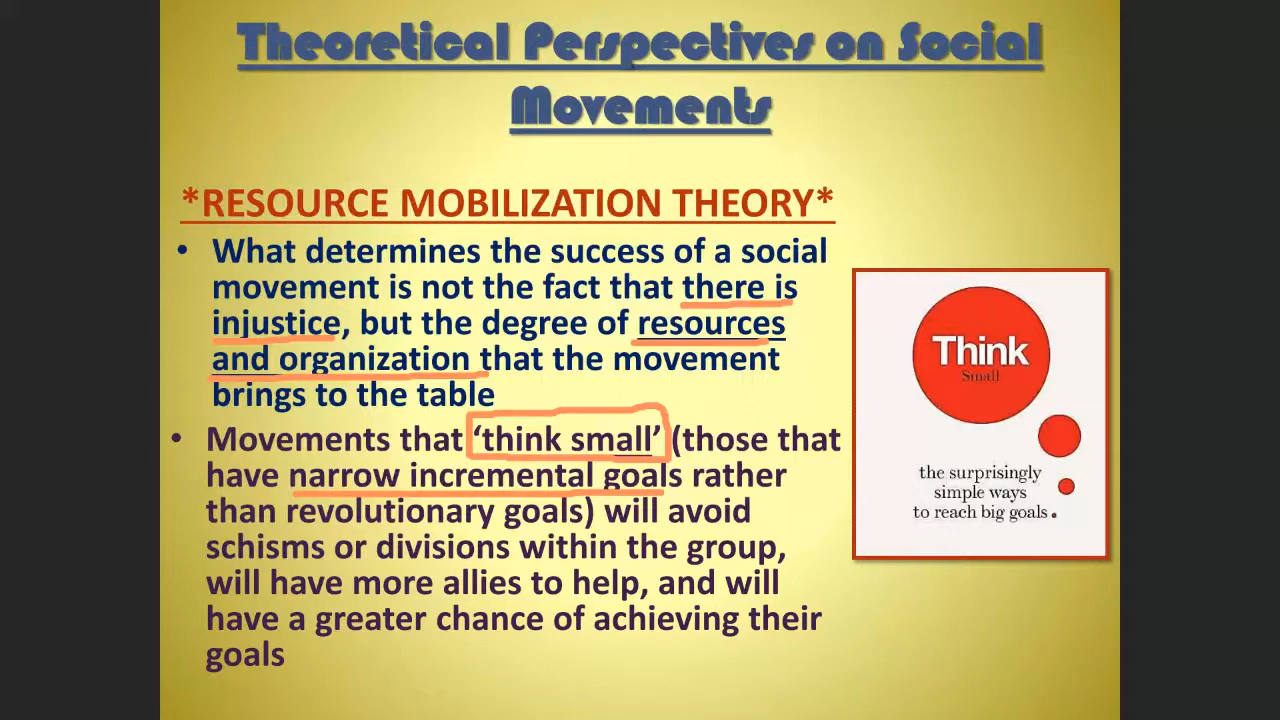 Theoretical Perspectives on Social
Movements
*RESOURCE MOBILIZATION THEORY*
• What determines the success of a social
movement is not the fact that there is
injustice, but the degree of resources
and organization that the movement
brings to the table
• Movements that ‘think small’ (those that
have narrow incremental goals rather
than revolutionary goals) will avoid
schisms or divisions within the group,
will have more allies to help, and will
have a greater chance of achieving their
goals
Think
Small
the surprisingly
simple ways
to reach big goals.